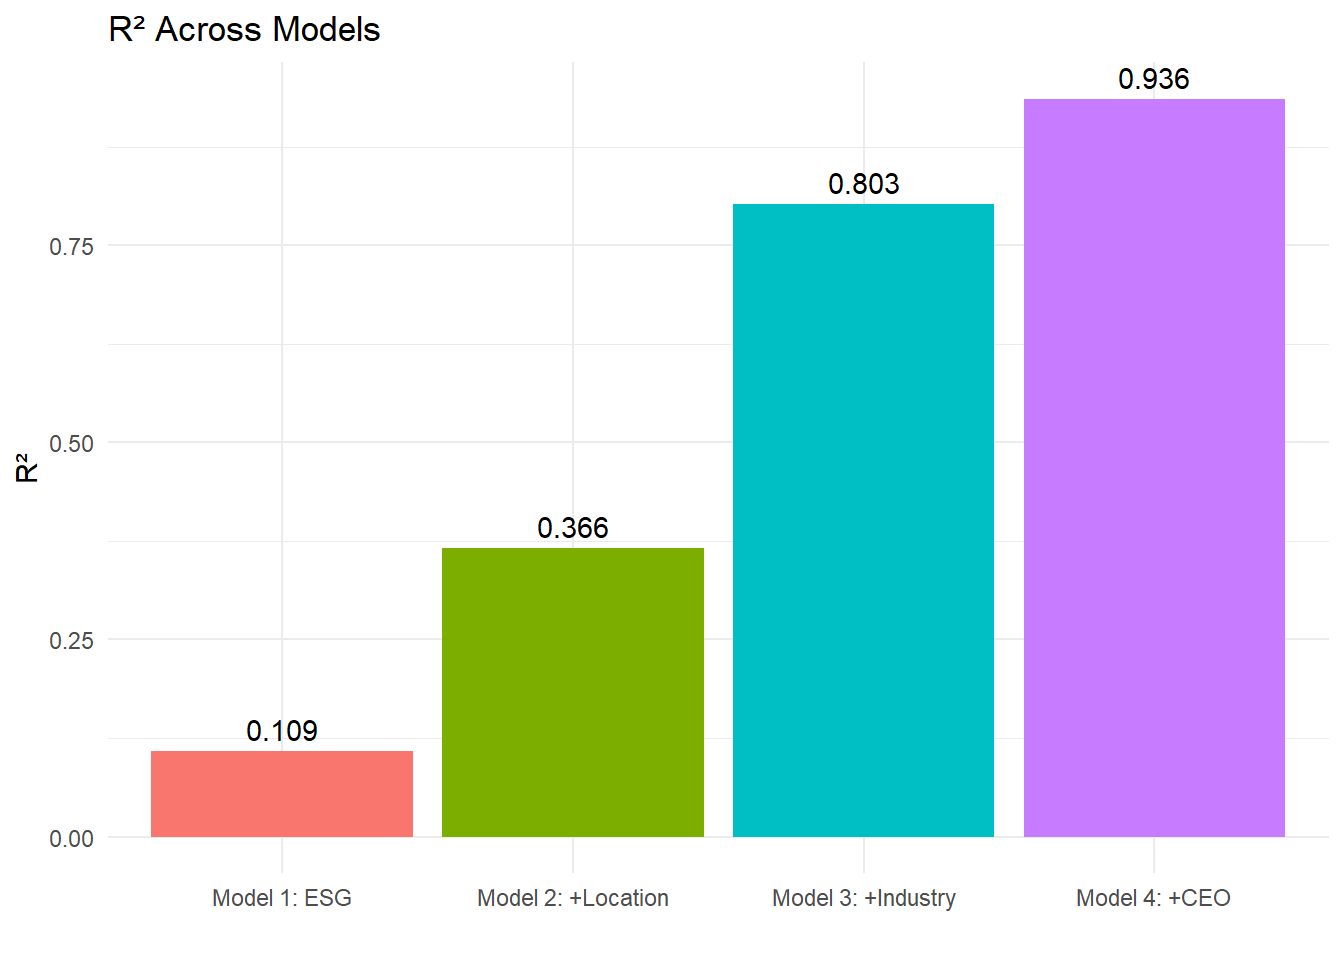 R² Across Models
R²
0.75
0.50
0.25
0.00
0.109
0.366
0.803
0.936
Model 1: ESG
Model 2: +Location
Model 3: +Industry
Model 4: +CEO